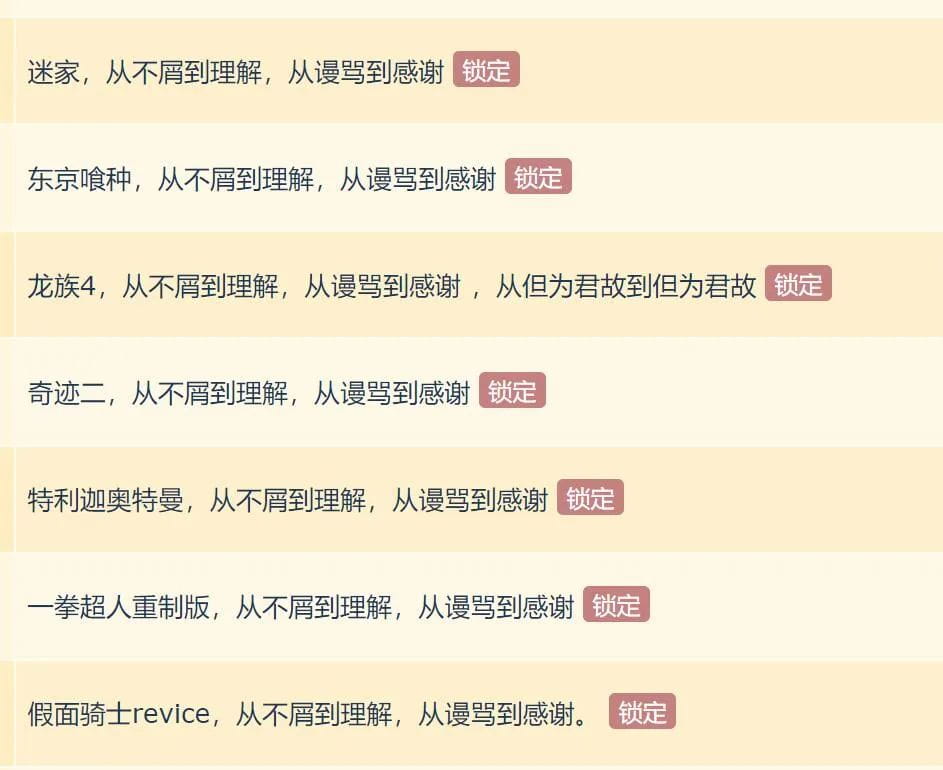 迷家，从不屑到理解，从谩骂到感谢 锁定
东京喰种，从不屑到理解，从谩骂到感谢 锁定
龙族4，从不屑到理解，从谩骂到感谢 ，从但为君故到但为君故 锁定
奇迹二，从不屑到理解，从谩骂到感谢 锁定
特利迦奥特曼，从不屑到理解，从谩骂到感谢 锁定
一拳超人重制版，从不屑到理解，从谩骂到感谢 锁定
假面骑士revice，从不屑到理解，从谩骂到感谢。 锁定